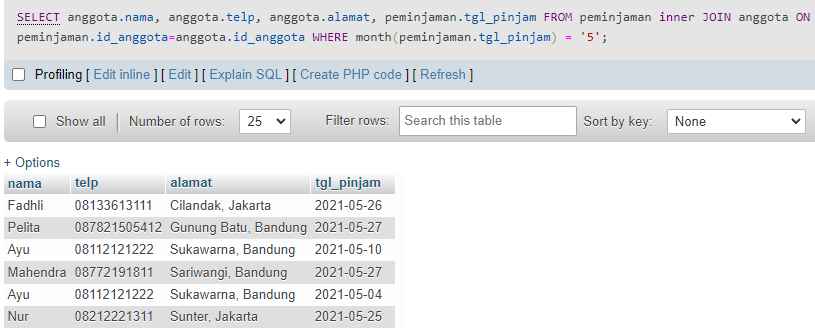 SELECT anggota.nama, anggota.telp, anggota.alamat, peminjaman.tgl_pinjam FROM peminjaman inner JOIN anggota ON
peminjaman.id_anggota=anggota.id_anggota WHERE month(peminjaman.tgl_pinjam) = '5';
Profiling [ Edit inline ] [ Edit ] [ Explain SQL ] [ Create PHP code ] [ Refresh ]
Show all Number of rows: 25 Filter rows: Search this table Sort by key: None
+ Options
nama telp alamat tgl_pinjam
Fadhli 08133613111 Cilandak, Jakarta 2021-05-26
Pelita 087821505412 Gunung Batu, Bandung 2021-05-27
Ayu 08112121222 Sukawarna, Bandung 2021-05-10
Mahendra 08772191811 Sariwangi, Bandung 2021-05-27
Ayu 08112121222 Sukawarna, Bandung 2021-05-04
Nur 08212221311 Sunter, Jakarta 2021-05-25